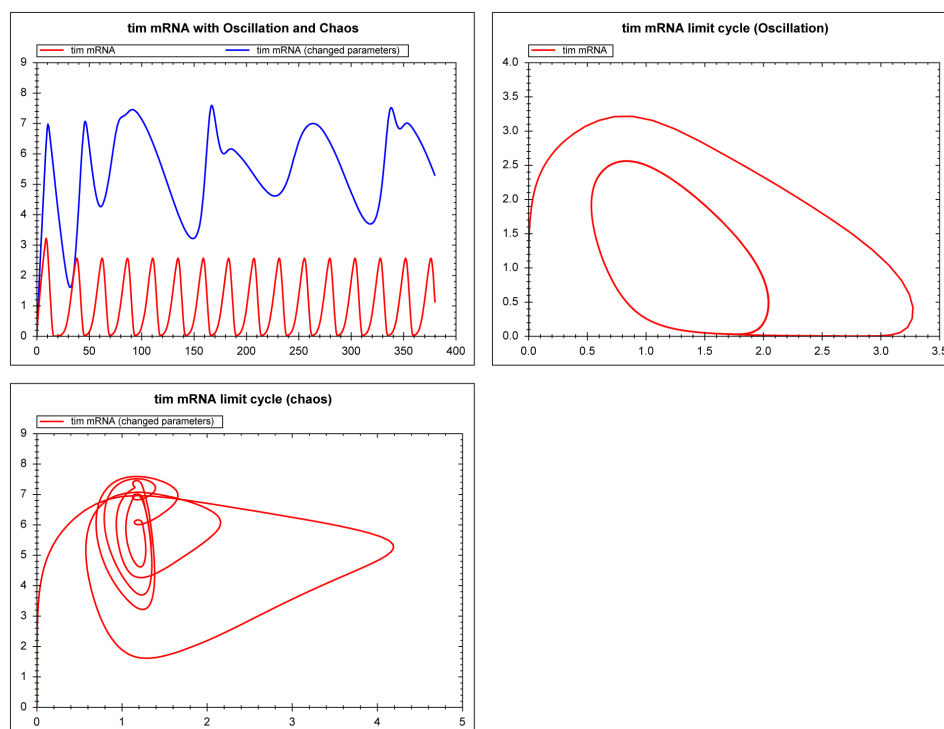 tim mRNA with Oscillation and Chaos
tim mRNA
tim mRNA (changed parameters)
9
8
7
6
5
4
3
2
1
0
0 50 100 150 200 250 300 350 400
tim mRNA limit cycle (Oscillation)
tim mRNA
4.0
3.5
3.0
2.5
2.0
1.5
1.0
0.5
0.0
0.0 0.5 1.0 1.5 2.0 2.5 3.0 3.5
tim mRNA limit cycle (chaos)
tim mRNA (changed parameters)
9
8
7
6
5
4
3
2
1
0
0 1 2 3 4 5